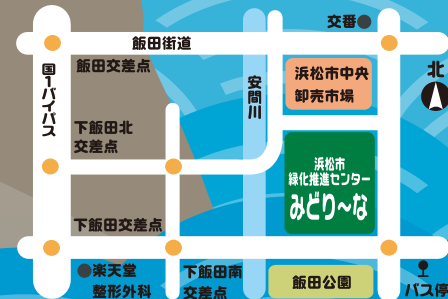 交番
飯田街道
北
国1バイパス
飯田交差点
安間川
浜松市中央
卸売市場
下飯田北
交差点
浜松市
緑化推進センター
みどり〜な
下飯田交差点
楽天堂
整形外科
下飯田南
交差点
飯田公園
バス停